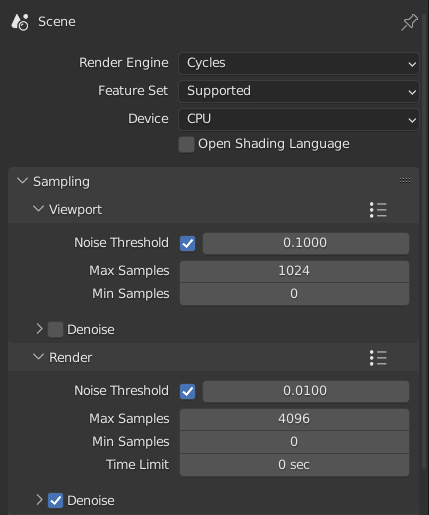 Scene
Render Engine Cycles
Feature Set Supported
Device CPU
Open Shading Language
Sampling
Viewport
Noise Threshold 0.1000
Max Samples 1024
Min Samples 0
Denoise
Render
Noise Threshold 0.0100
Max Samples 4096
Min Samples 0
Time Limit 0 sec
Denoise